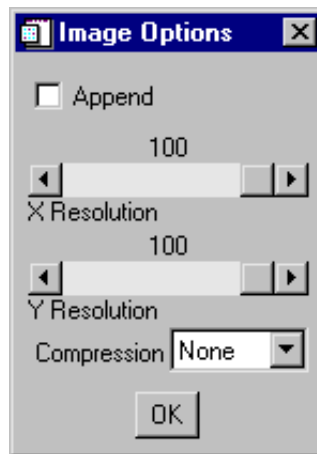 Image Options
Append
100
X Resolution
100
Y Resolution
Compression None
OK